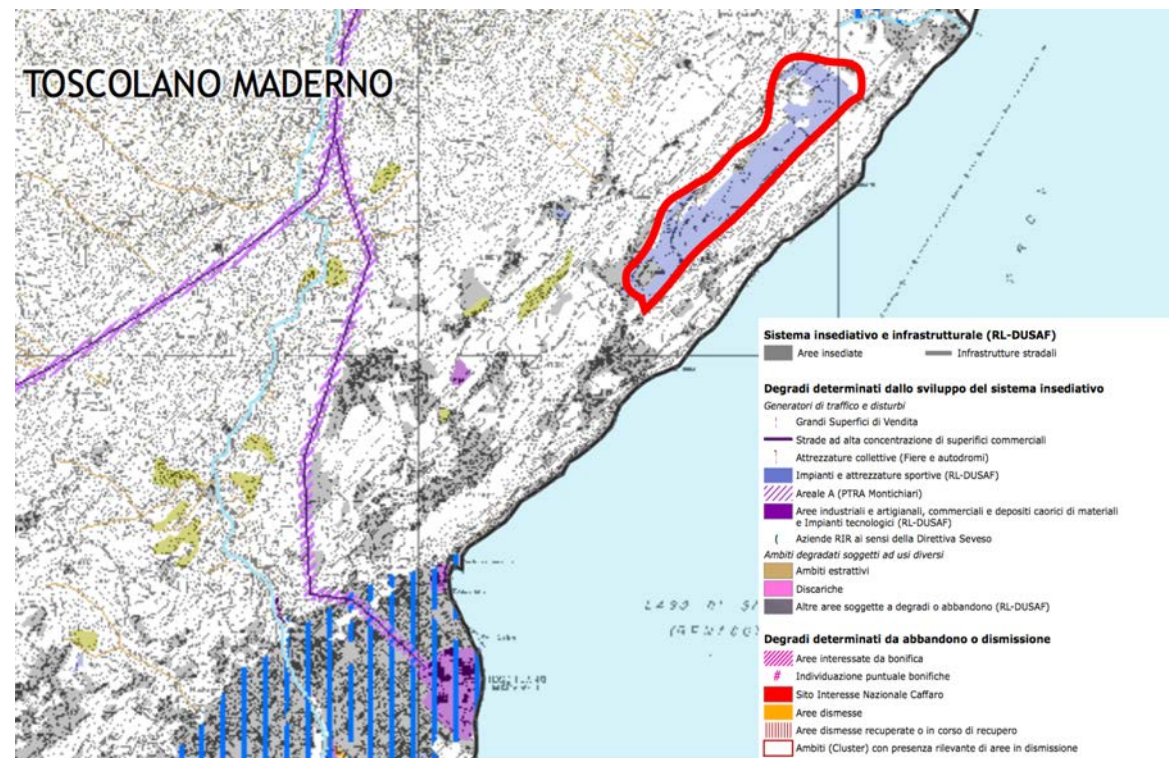 TOSCOLANO MADERNO
Sistema insediativo e infrastrutturale (RL-DUSAF)
Aree insediate
Infrastrutture stradali
Degradi determinati dallo sviluppo del sistema insediativo
Generatori di traffico e disturbi
Grandi Superfici di Vendita
Strade ad alta concentrazione di superfici commerciali
Attrezzature collettive (Fiere e autodromi)
Impianti e attrezzature sportive (RL-DUSAF)
Areale A (PTRA Montichiari)
Aree industriali e artigianali, commerciali e depositi caorici di materiali
e Impianti tecnologici (RL-DUSAF)
Aziende RIR ai sensi della Direttiva Seveso
Ambiti degradati soggetti ad usi diversi
Ambiti estrattivi
Discariche
Altre aree soggette a degradi o abbandono (RL-DUSAF)
Degradi determinati da abbandono o dismissione
Aree interessate da bonifica
# Individuazione puntuale bonifiche
Sito Interesse Nazionale Caffaro
Aree dismesse
Aree dismesse recuperate o in corso di recupero
Ambiti (Cluster) con presenza rilevante di aree in dismissione